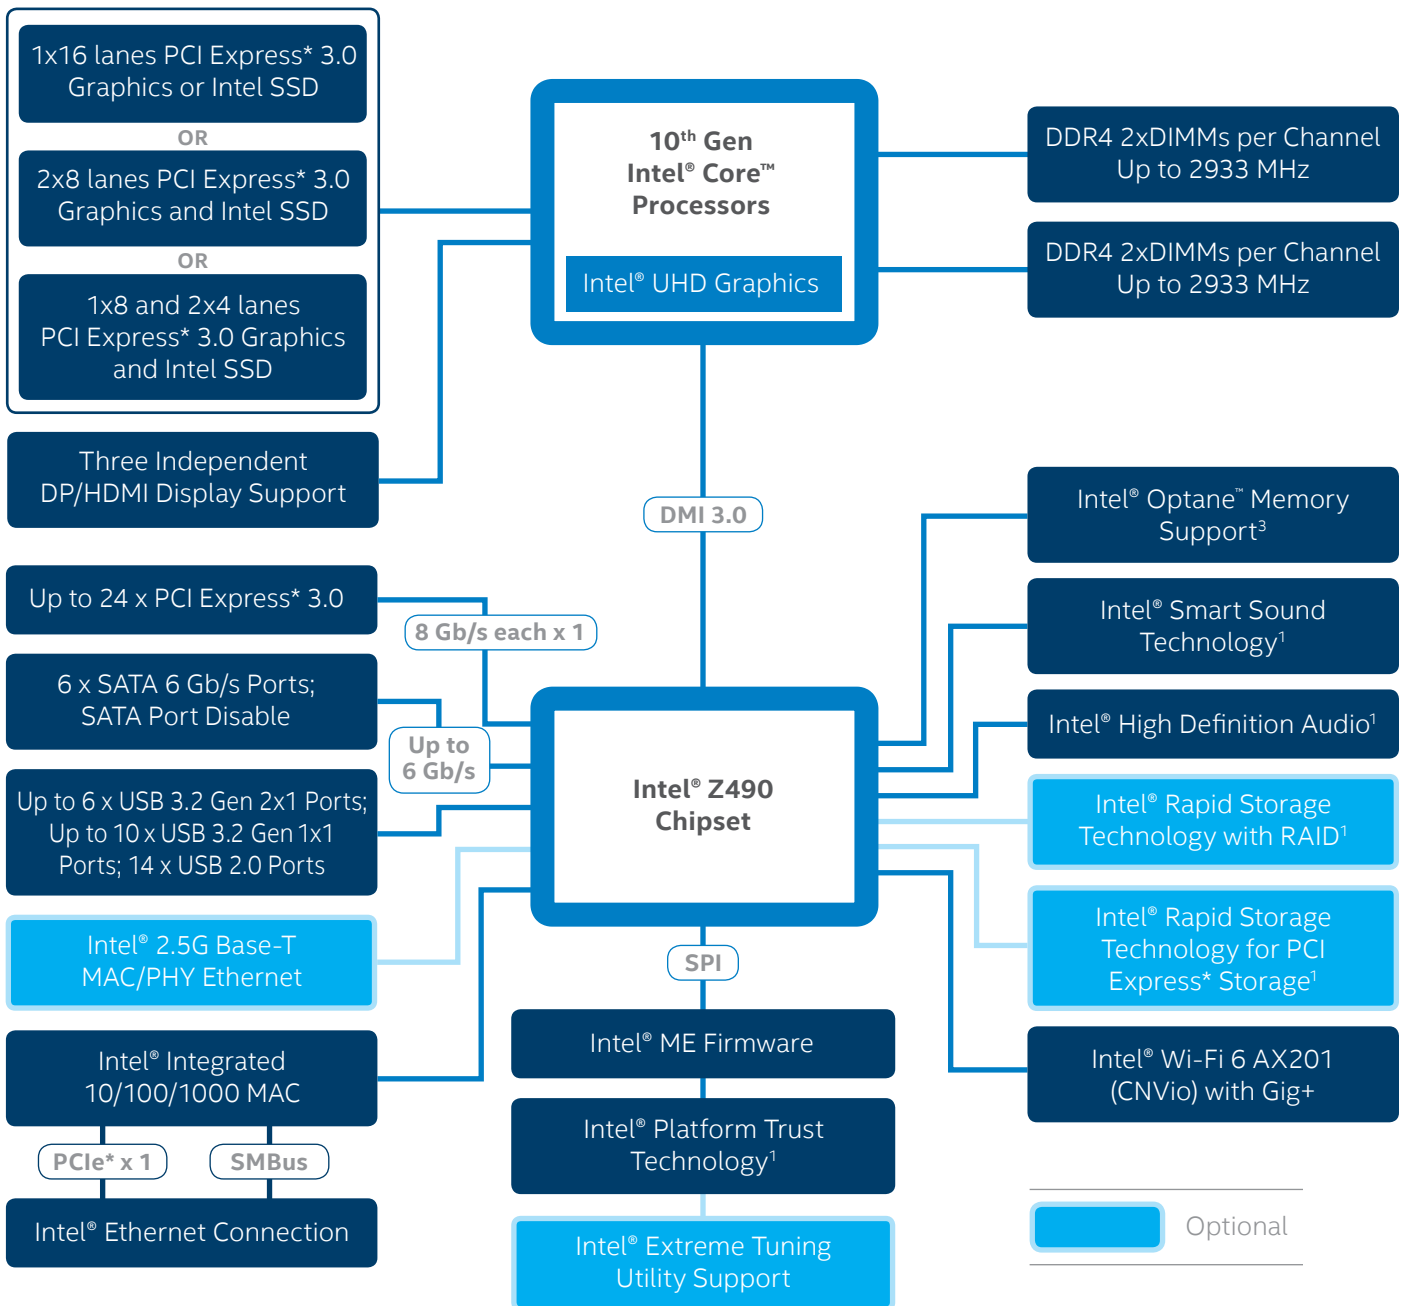 1x16 lanes PCI Express* 3.0
Graphics or Intel SSD
OR
2x8 lanes PCI Express* 3.0
Graphics and Intel SSD
OR
1x8 and 2x4 lanes
PCI Express* 3.0 Graphics
and Intel SSD
Three Independent
DP/HDMI Display Support
10th Gen
Intel® Core™
Processors
Intel® UHD Graphics
DDR4 2xDIMMs per Channel
Up to 2933 MHz
DDR4 2xDIMMs per Channel
Up to 2933 MHz
DMI 3.0
Up to 24 x PCI Express* 3.0
8 Gb/s each x 1
6 x SATA 6 Gb/s Ports;
SATA Port Disable
Up to
6 Gb/s
Up to 6 x USB 3.2 Gen 2x1 Ports;
Up to 10 x USB 3.2 Gen 1x1
Ports; 14 x USB 2.0 Ports
Intel® 2.5G Base-T
MAC/PHY Ethernet
Intel® Integrated
10/100/1000 MAC
PCIe* x 1
SMBus
Intel® Ethernet Connection
Intel® Z490
Chipset
SPI
Intel® ME Firmware
Intel® Platform Trust
Technology¹
Intel® Extreme Tuning
Utility Support
Intel® Optane™ Memory
Support³
Intel® Smart Sound
Technology¹
Intel® High Definition Audio¹
Intel® Rapid Storage
Technology with RAID¹
Intel® Rapid Storage
Technology for PCI
Express* Storage¹
Intel® Wi-Fi 6 AX201
(CNVio) with Gig+
Optional